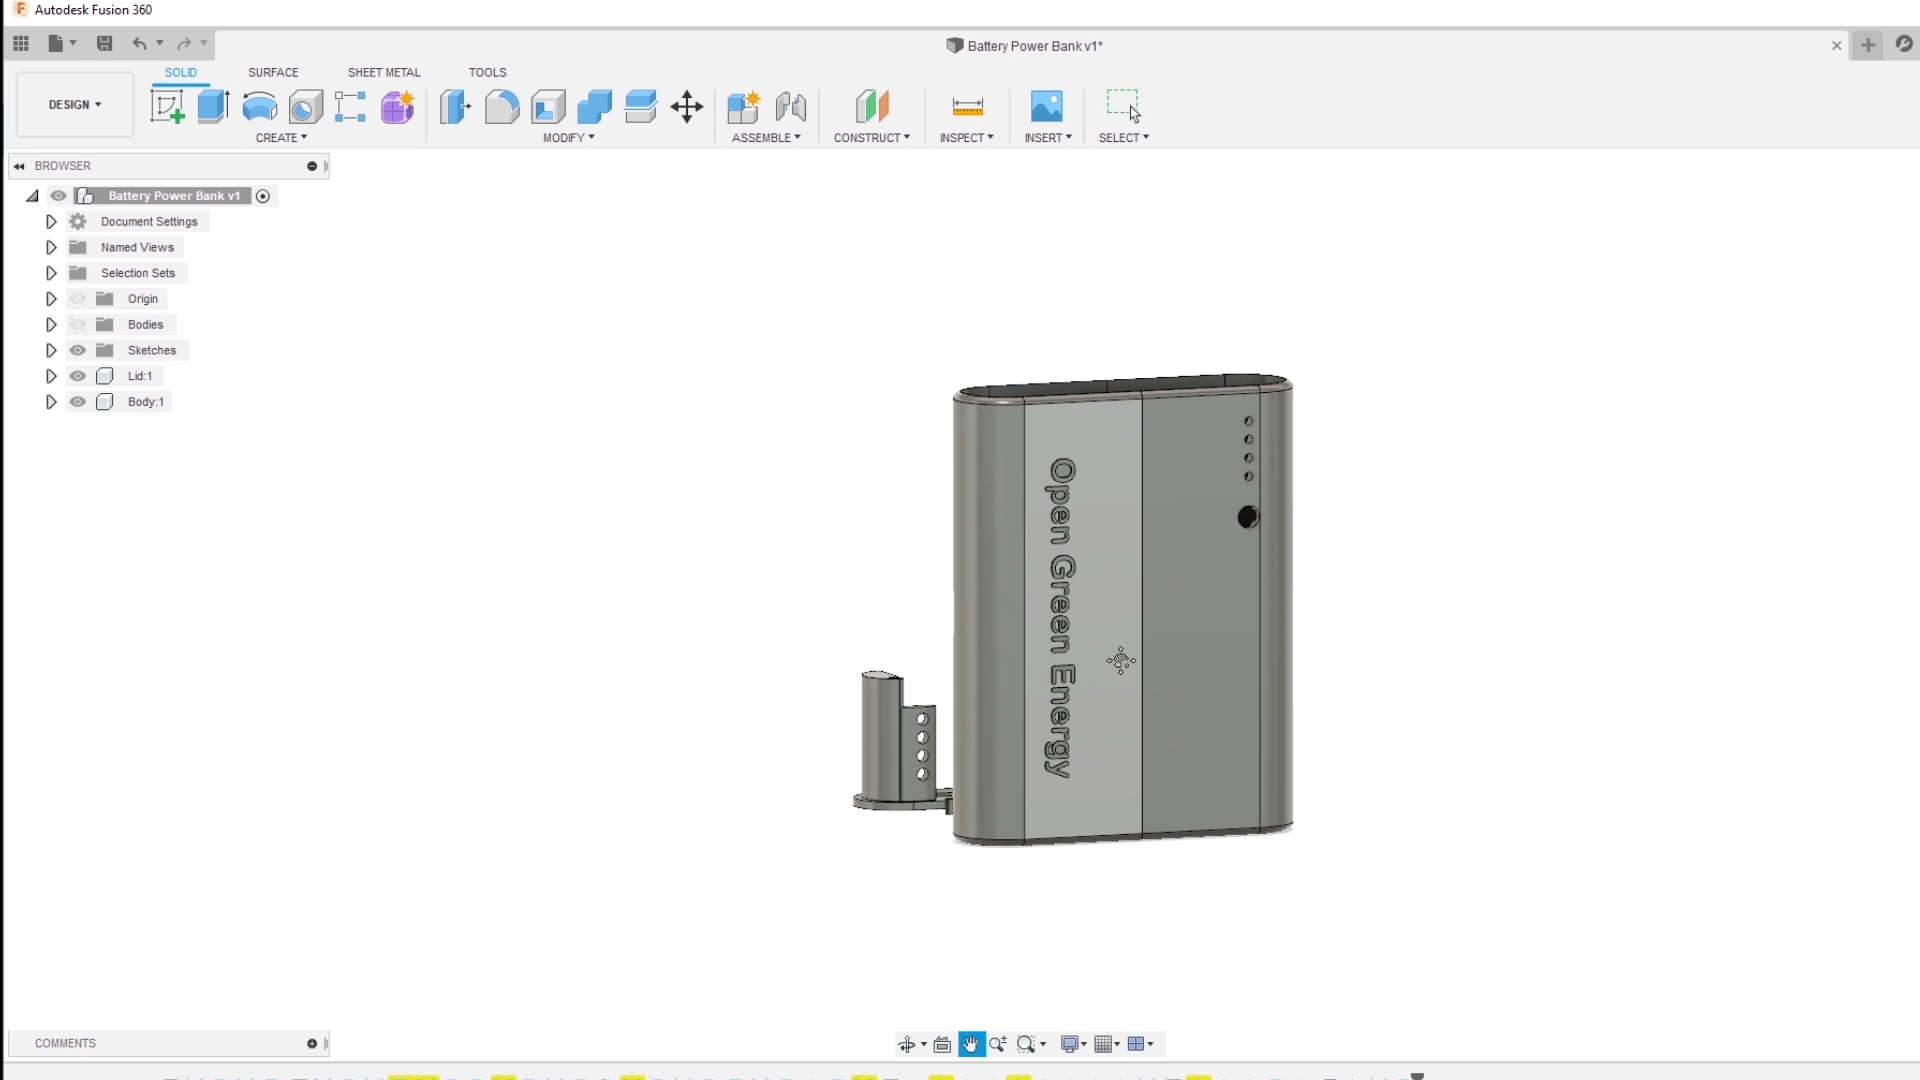 Autodesk Fusion 360
Battery Power Bank v1*
SOLID SURFACE SHEET METAL TOOLS
DESIGN
CREATE MODIFY ASSEMBLE CONSTRUCT INSPECT INSERT SELECT
BROWSER
Battery Power Bank v1
Document Settings
Named Views
Selection Sets
Origin
Bodies
Sketches
Lid:1
Body:1
Open Green Energy
COMMENTS